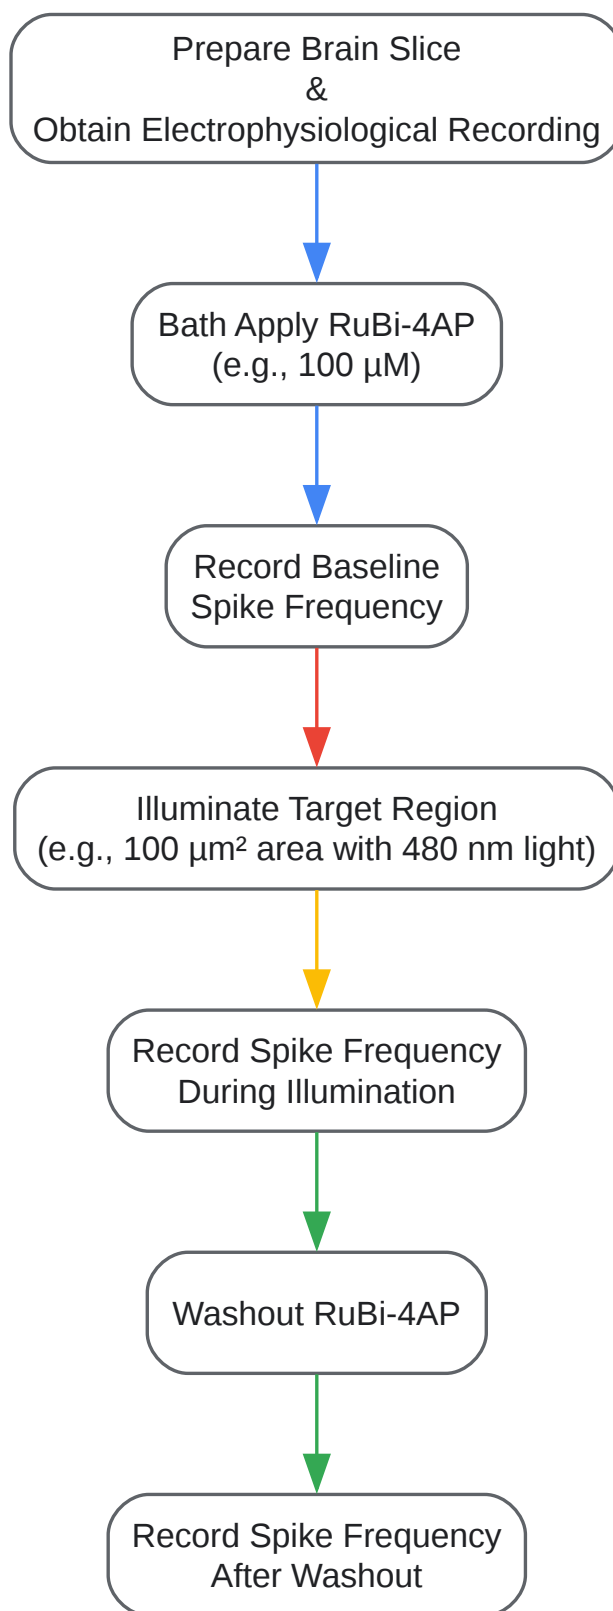 Prepare Brain Slice
&
Obtain Electrophysiological Recording
Bath Apply RuBi-4AP
(e.g., 100 µM)
Record Baseline
Spike Frequency
Illuminate Target Region
(e.g., 100 µm² area with 480 nm light)
Record Spike Frequency
During Illumination
Washout RuBi-4AP
Record Spike Frequency
After Washout